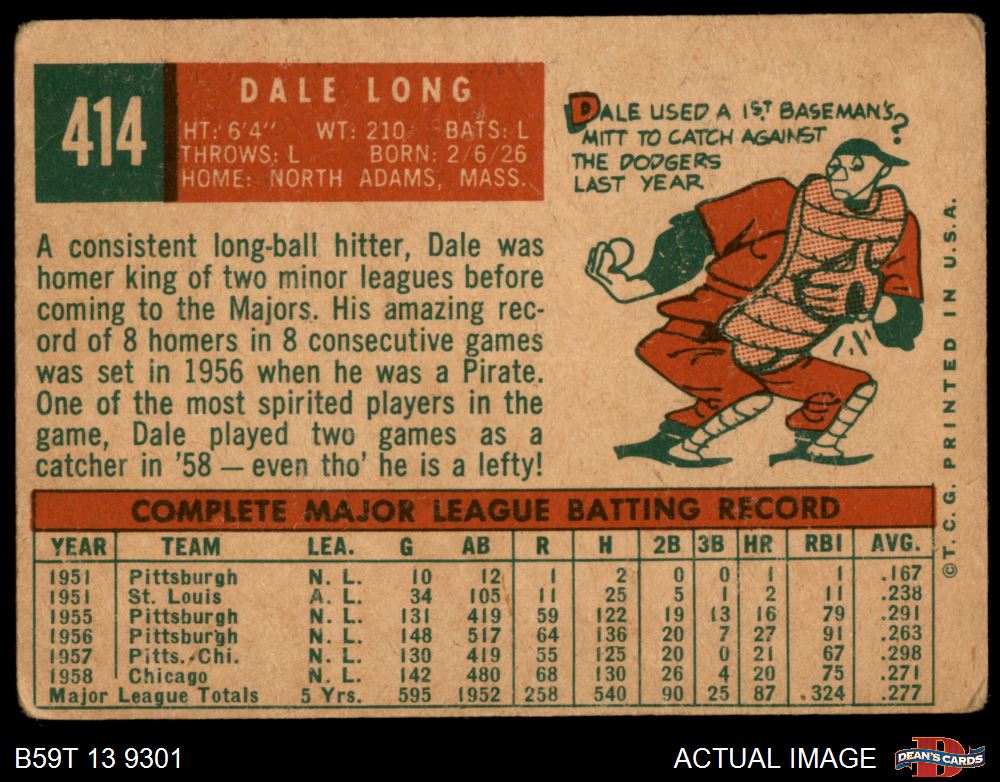 414
DALE LONG
HT: 6'4" WT: 210 BATS: L
THROWS: L BORN: 2/6/26
HOME: NORTH ADAMS, MASS.
DALE USED A 1ST BASEMAN'S
MITT TO CATCH AGAINST
THE DODGERS
LAST YEAR
?
A consistent long-ball hitter, Dale was
homer king of two minor leagues before
coming to the Majors. His amazing rec-
ord of 8 homers in 8 consecutive games
was set in 1956 when he was a Pirate.
One of the most spirited players in the
game, Dale played two games as a
catcher in '58 — even tho' he is a lefty!
©T. C. G. PRINTED IN U.S.A.
COMPLETE MAJOR LEAGUE BATTING RECORD
YEAR TEAM LEA. G AB R H 2B 3B HR RBI AVG.
1951 Pittsburgh N. L. 10 12 1 2 0 0 1 1 .167
1951 St. Louis A. L. 34 105 11 25 5 1 2 11 .238
1955 Pittsburgh N. L. 131 419 59 122 19 13 16 79 .291
1956 Pittsburgh N. L. 148 517 64 136 20 7 27 91 .263
1957 Pitts.-Chi. N. L. 130 419 55 125 20 0 21 67 .298
1958 Chicago N. L. 142 480 68 130 26 4 20 75 .271
Major League Totals 5 Yrs. 595 1952 258 540 90 25 87 324 .277
B59T 13 9301
ACTUAL IMAGE
DEAN'S CARDS